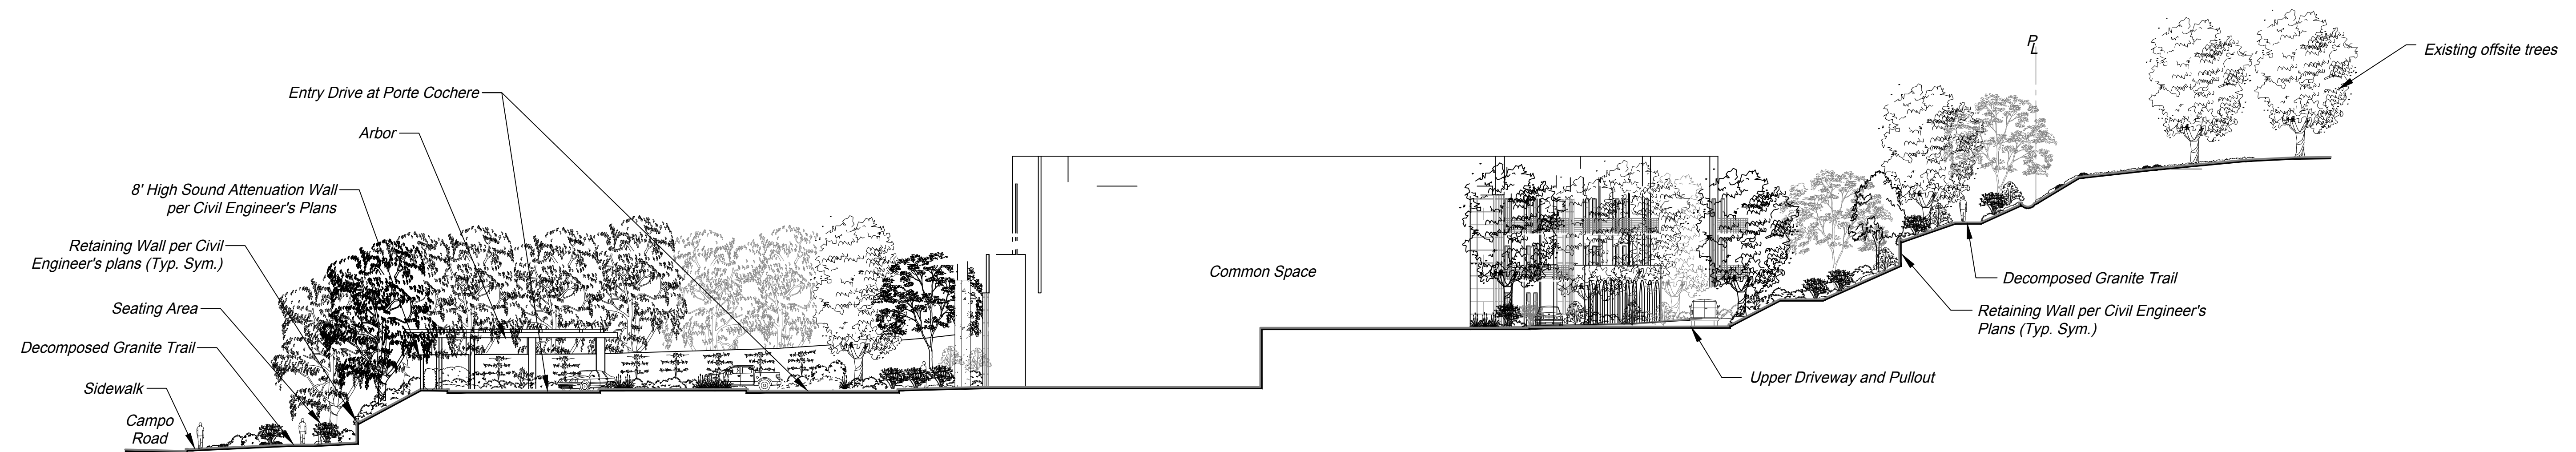 P
L
Existing offsite trees
Entry Drive at Porte Cochere
Arbor
8' High Sound Attenuation Wall
per Civil Engineer's Plans
Retaining Wall per Civil
Engineer's plans (Typ. Sym.)
Seating Area
Decomposed Granite Trail
Sidewalk
Campo
Road
Common Space
Decomposed Granite Trail
Retaining Wall per Civil Engineer's
Plans (Typ. Sym.)
Upper Driveway and Pullout